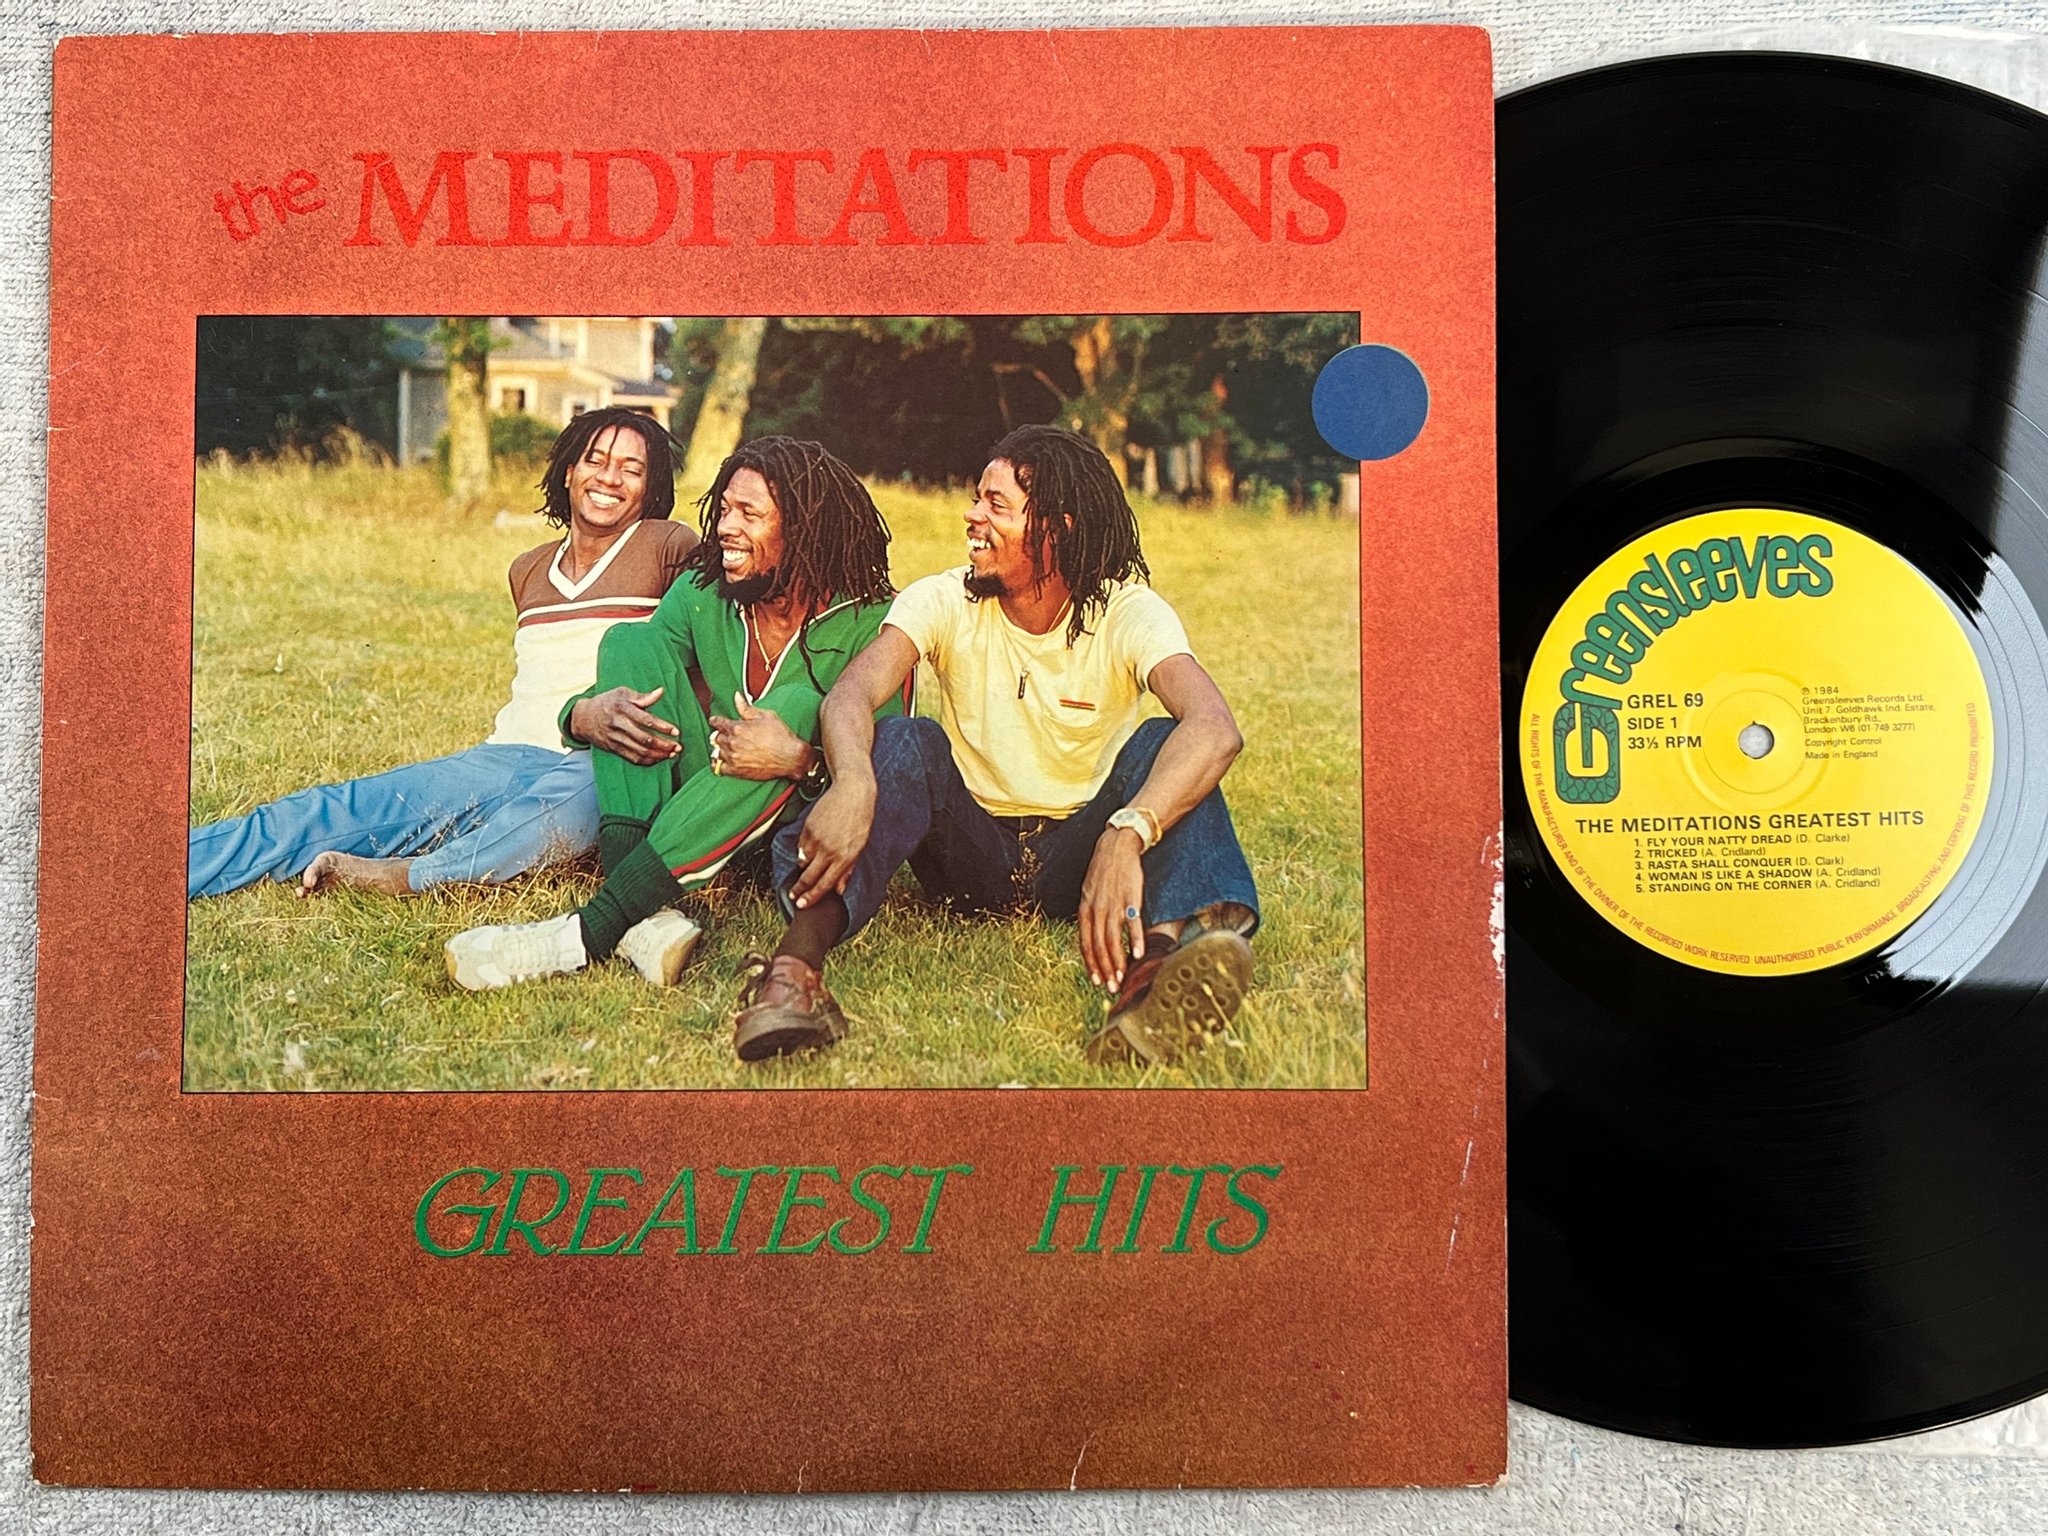 the MEDITATIONS
GREATEST HITS
Greensleeves
GREL 69
SIDE 1
33⅓ RPM
℗ 1984
Greensleeves Records Ltd.
Unit 7 Goldhawk Ind. Estate,
Brackenbury Rd.,
London W6 (01-749 3277)
Copyright Control
Made in England
THE MEDITATIONS GREATEST HITS
1. FLY YOUR NATTY DREAD (D. Clarke)
2. TRICKED (A. Cridland)
3. RASTA SHALL CONQUER (D. Clark)
4. WOMAN IS LIKE A SHADOW (A. Cridland)
5. STANDING ON THE CORNER (A. Cridland)
ALL RIGHTS OF THE MANUFACTURER AND OF THE OWNER OF THE RECORDED WORK RESERVED UNAUTHORISED PUBLIC PERFORMANCE BROADCASTING AND COPYING OF THIS RECORD PROHIBITED